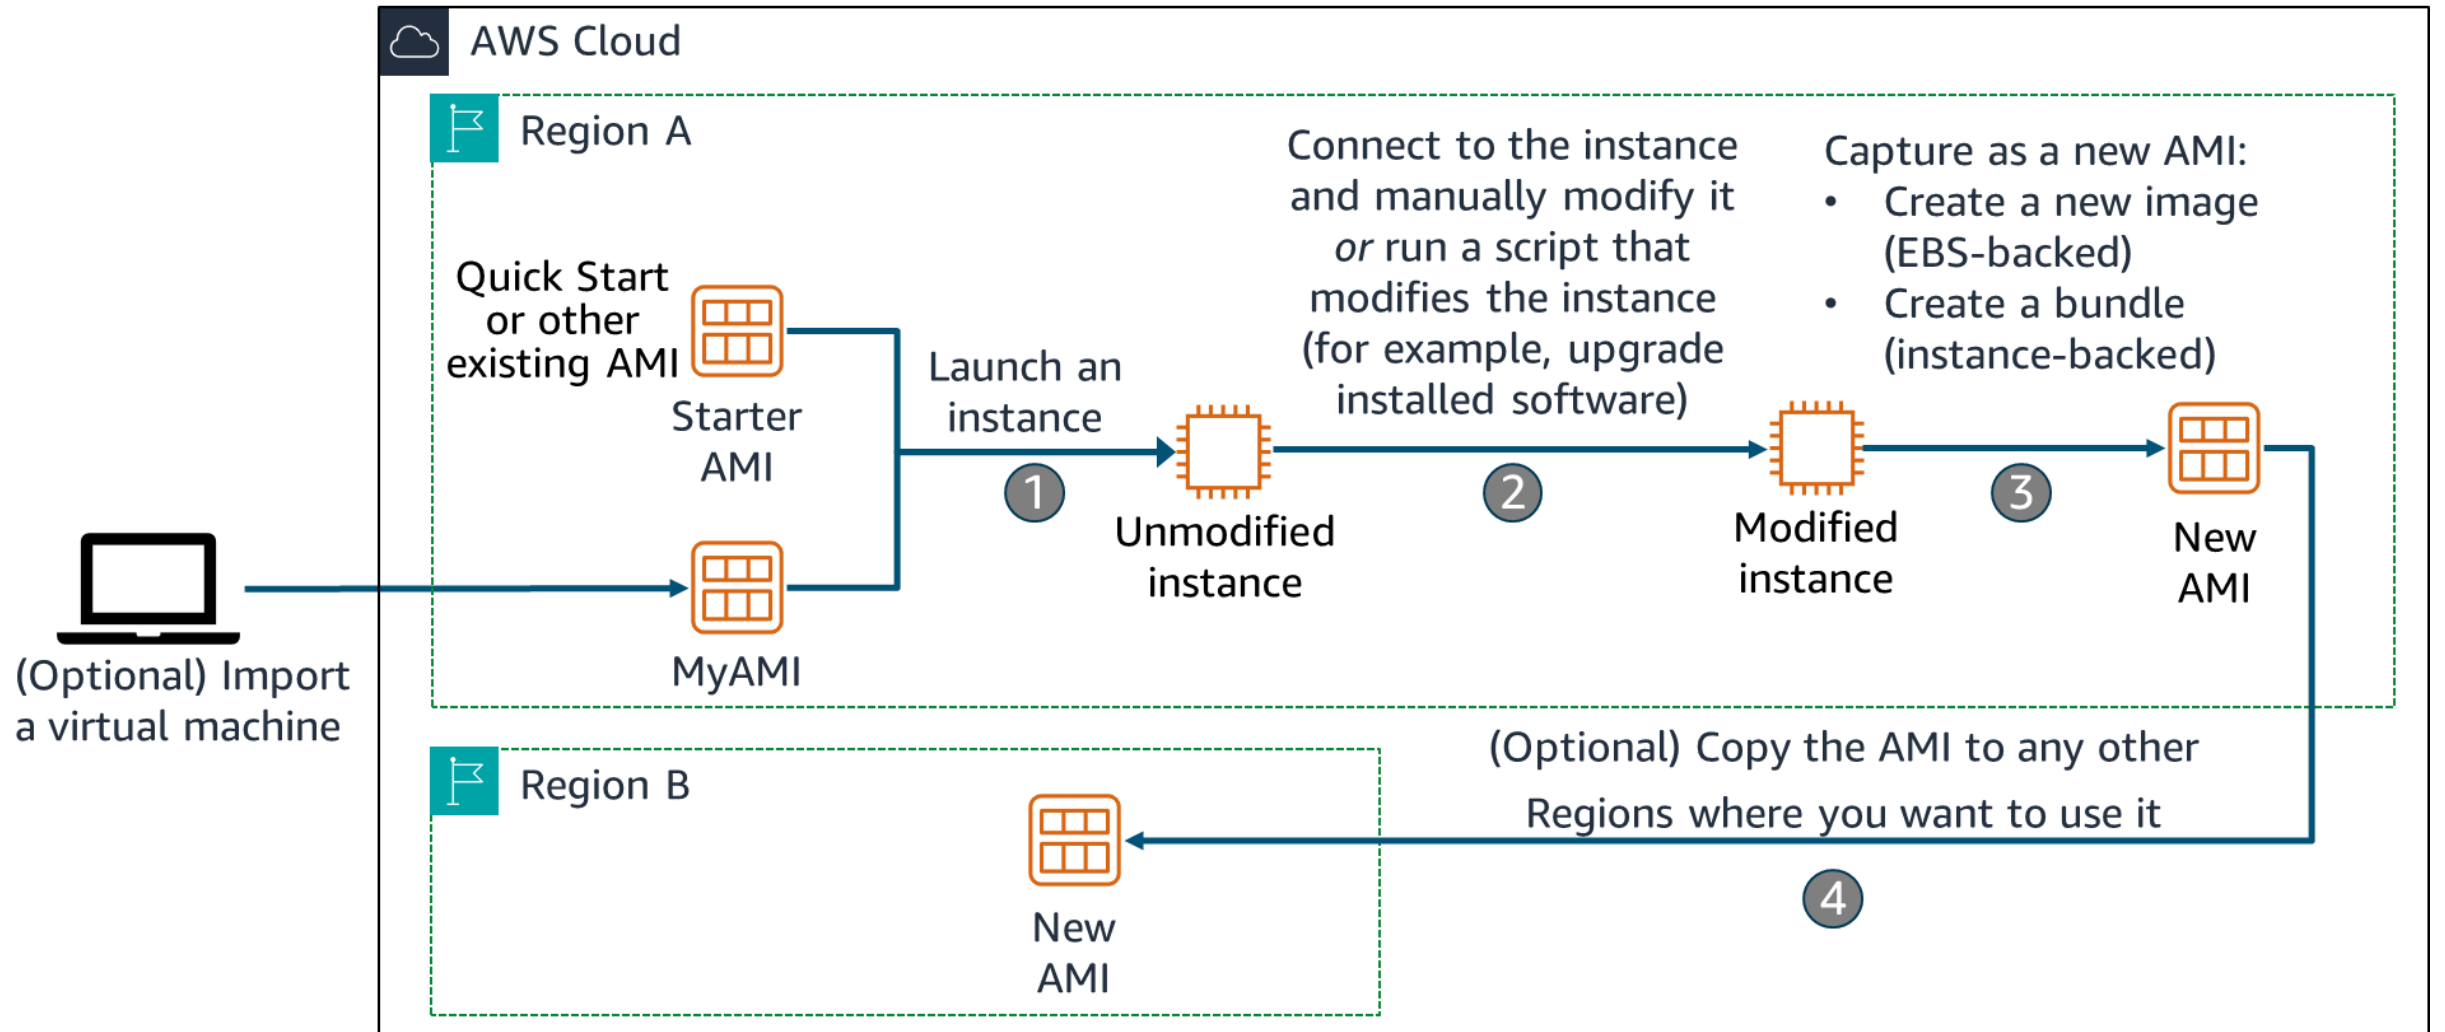 AWS Cloud
Region A
Quick Start
or other
existing AMI
Starter
AMI
(Optional) Import
a virtual machine
MyAMI
Launch an
instance
1
Unmodified
instance
Connect to the instance
and manually modify it
or run a script that
modifies the instance
(for example, upgrade
installed software)
2
Modified
instance
Capture as a new AMI:
• Create a new image
(EBS-backed)
• Create a bundle
(instance-backed)
3
New
AMI
(Optional) Copy the AMI to any other
Regions where you want to use it
4
Region B
New
AMI